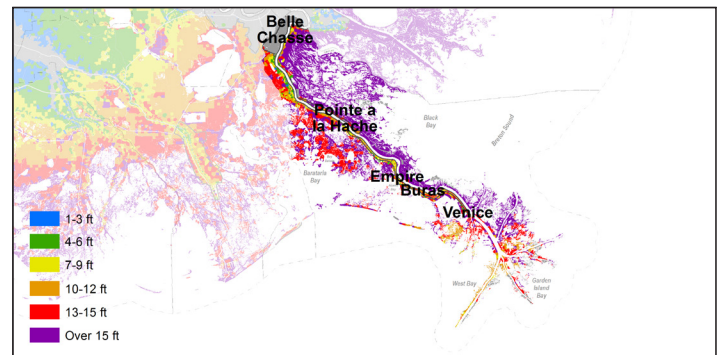 Belle
Chasse
Pointe a
la Hache
Black
Bay
Breton Sound
Barataria
Bay
Empire
Buras
Venice
West Bay
Garden
Island
Bay
1-3 ft
4-6 ft
7-9 ft
10-12 ft
13-15 ft
Over 15 ft